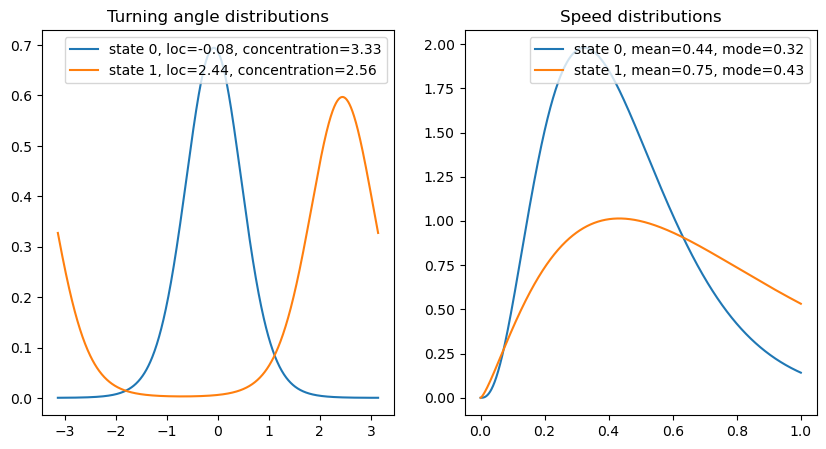 Turning angle distributions
state 0, loc=-0.08, concentration=3.33
state 1, loc=2.44, concentration=2.56
0.7
0.6
0.5
0.4
0.3
0.2
0.1
0.0
−3 −2 −1 0 1 2 3
Speed distributions
state 0, mean=0.44, mode=0.32
state 1, mean=0.75, mode=0.43
2.00
1.75
1.50
1.25
1.00
0.75
0.50
0.25
0.00
0.0 0.2 0.4 0.6 0.8 1.0